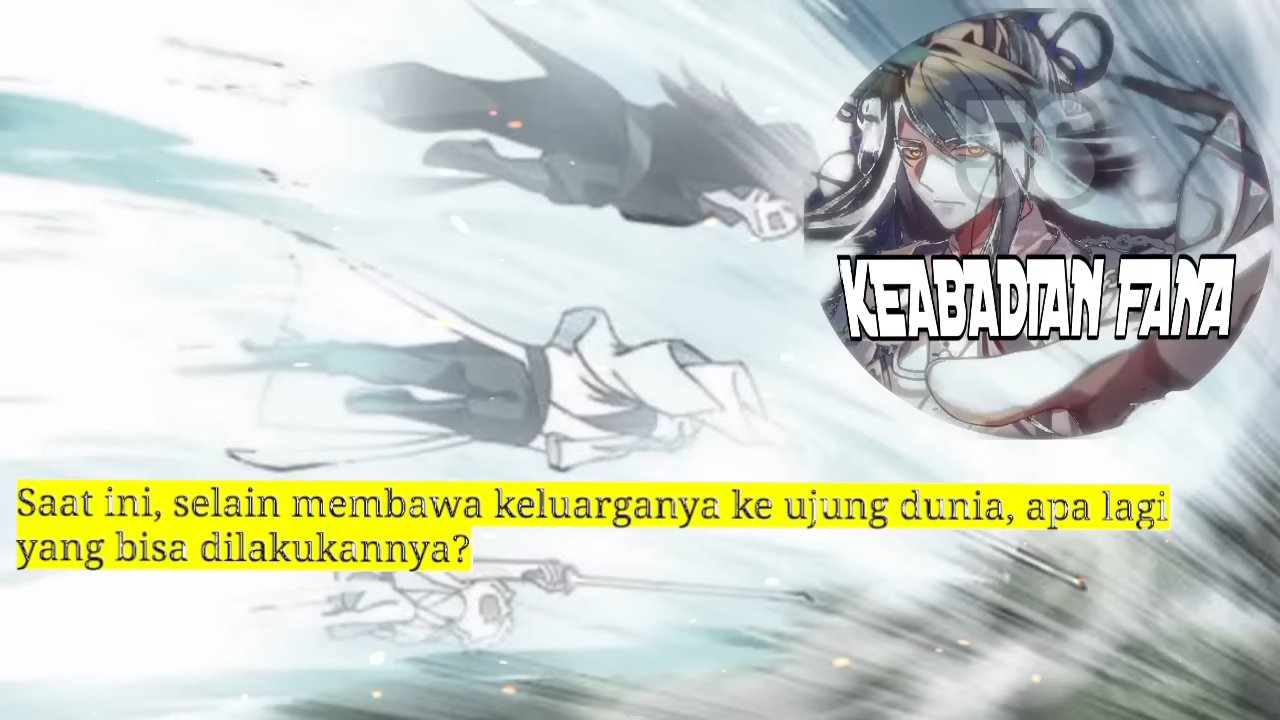 KEABADIAN FANA
Saat ini, selain membawa keluarganya ke ujung dunia, apa lagi
yang bisa dilakukannya?